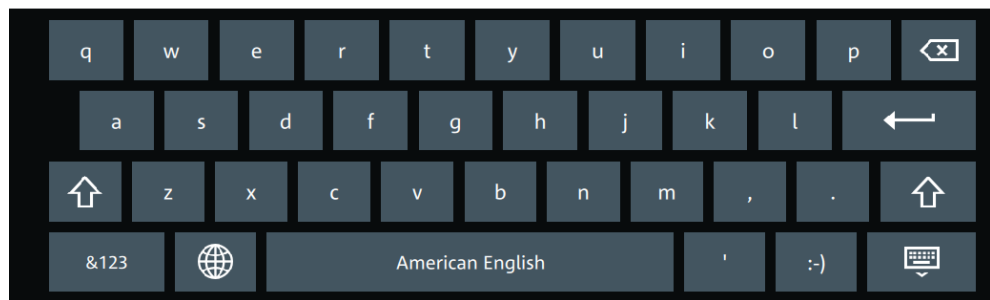 q w e r t y u i o p
a s d f g h j k l
z x c v b n m , .
&123 American English ' :-)